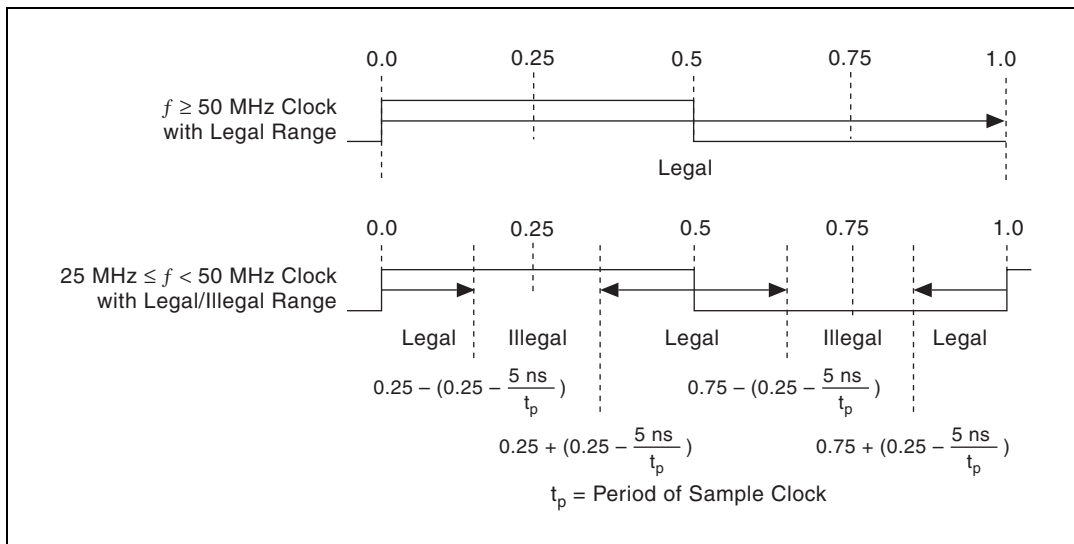 0.0 0.25 0.5 0.75 1.0
f ≥ 50 MHz Clock
with Legal Range
Legal
0.0 0.25 0.5 0.75 1.0
25 MHz ≤ f < 50 MHz Clock
with Legal/Illegal Range
Legal Illegal Legal Illegal Legal
0.25 – (0.25 - 5 ns / tp ) 0.75 – (0.25 - 5 ns / tp )
0.25 + (0.25 - 5 ns / tp ) 0.75 + (0.25 - 5 ns / tp )
tp = Period of Sample Clock